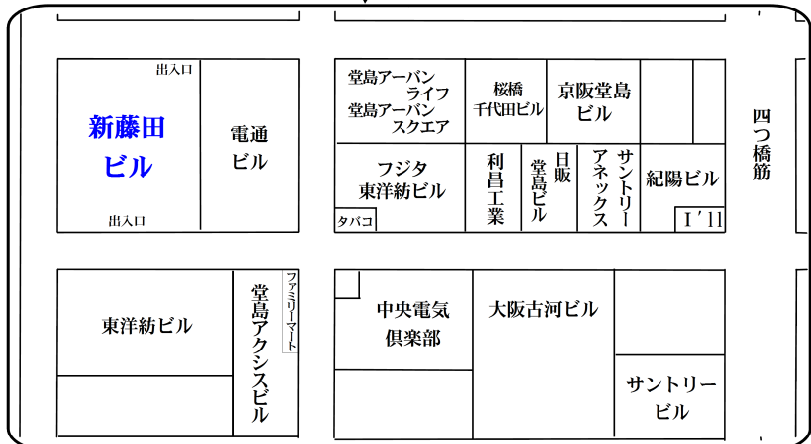 出入口
新藤田
ビル
出入口
電通
ビル
堂島アーバン
ライフ
堂島アーバン
スクエア
桜橋
千代田ビル
京阪堂島
ビル
フジタ
東洋紡ビル
タバコ
利昌工業
日販
堂島ビル
サントリー
アネックス
紀陽ビル
I'll
四つ橋筋
東洋紡ビル
ファミリーマート
堂島アクシスビル
中央電気
倶楽部
大阪古河ビル
サントリー
ビル